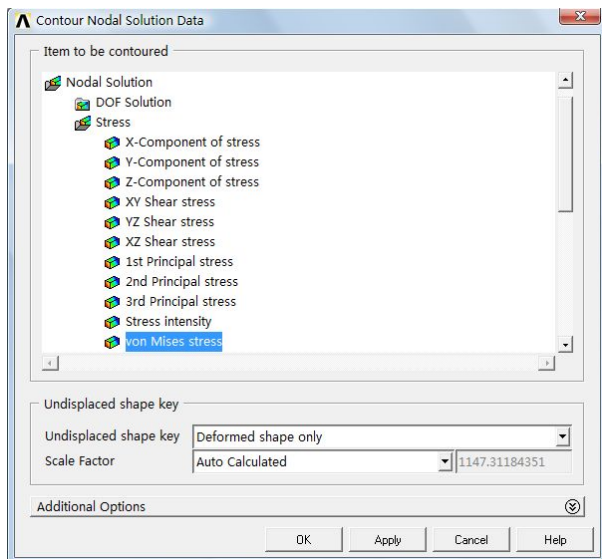 Contour Nodal Solution Data
Item to be contoured
Nodal Solution
DOF Solution
Stress
X-Component of stress
Y-Component of stress
Z-Component of stress
XY Shear stress
YZ Shear stress
XZ Shear stress
1st Principal stress
2nd Principal stress
3rd Principal stress
Stress intensity
von Mises stress
Undisplaced shape key
Undisplaced shape key Deformed shape only
Scale Factor Auto Calculated 1147.31184351
Additional Options
OK Apply Cancel Help